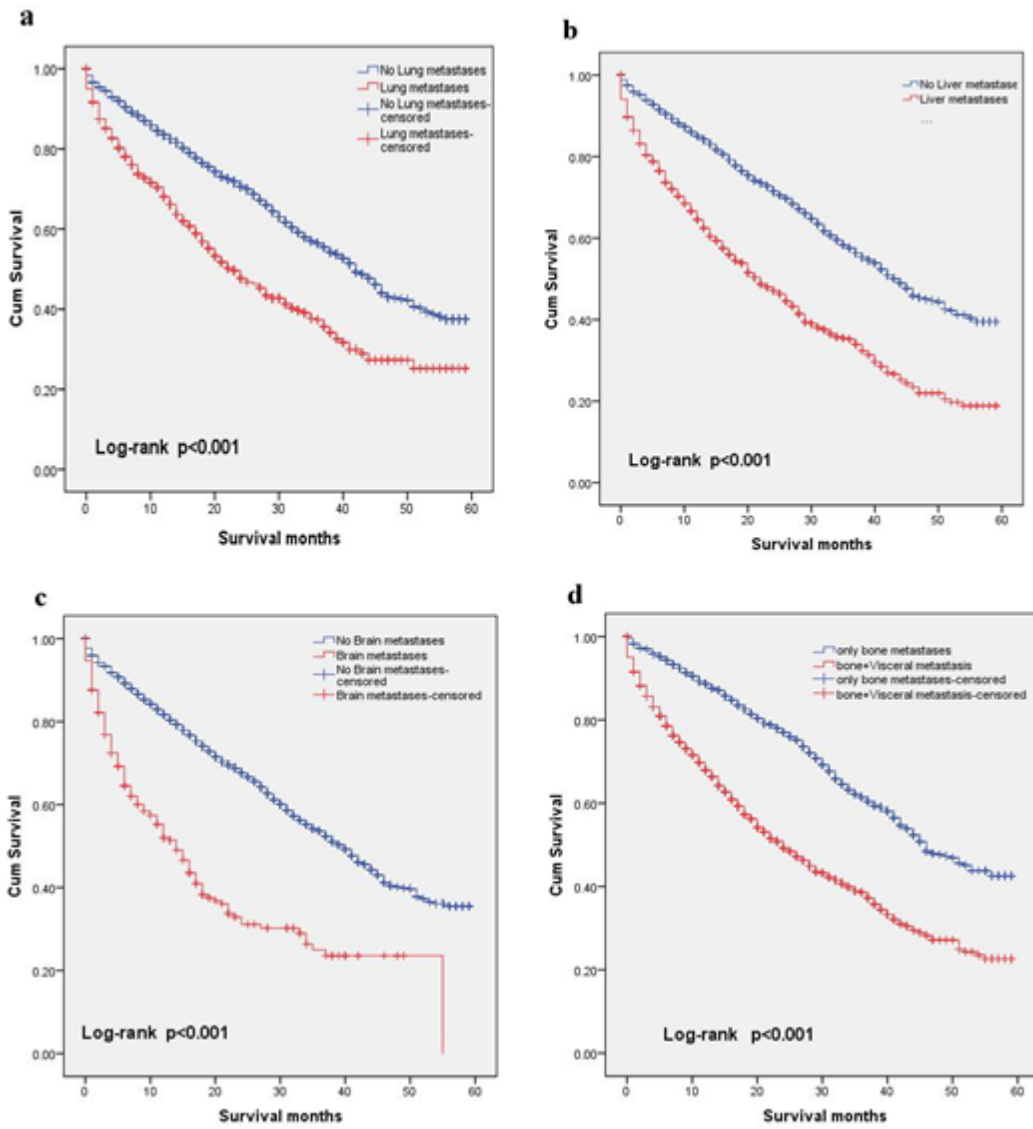 a
No Lung metastases
Lung metastases
No Lung metastases-
censored
Lung metastases-
censored
1.00
0.80
0.60
0.40
0.20
0.00
Cum Survival
Log-rank p<0.001
0 10 20 30 40 50 60
Survival months
b
No Liver metastase
Liver metastases
...
1.00
0.80
0.60
0.40
0.20
0.00
Cum Survival
Log-rank p<0.001
0 10 20 30 40 50 60
Survival months
c
No Brain metastases
Brain metastases
No Brain metastases-
censored
Brain metastases-censored
1.00
0.80
0.60
0.40
0.20
0.00
Cum Survival
Log-rank p<0.001
0 10 20 30 40 50 60
Survival months
d
only bone metastases
bone+Visceral metastasis
only bone metastases-censored
bone+Visceral metastasis-censored
1.00
0.80
0.60
0.40
0.20
0.00
Cum Survival
Log-rank p<0.001
0 10 20 30 40 50 60
Survival months